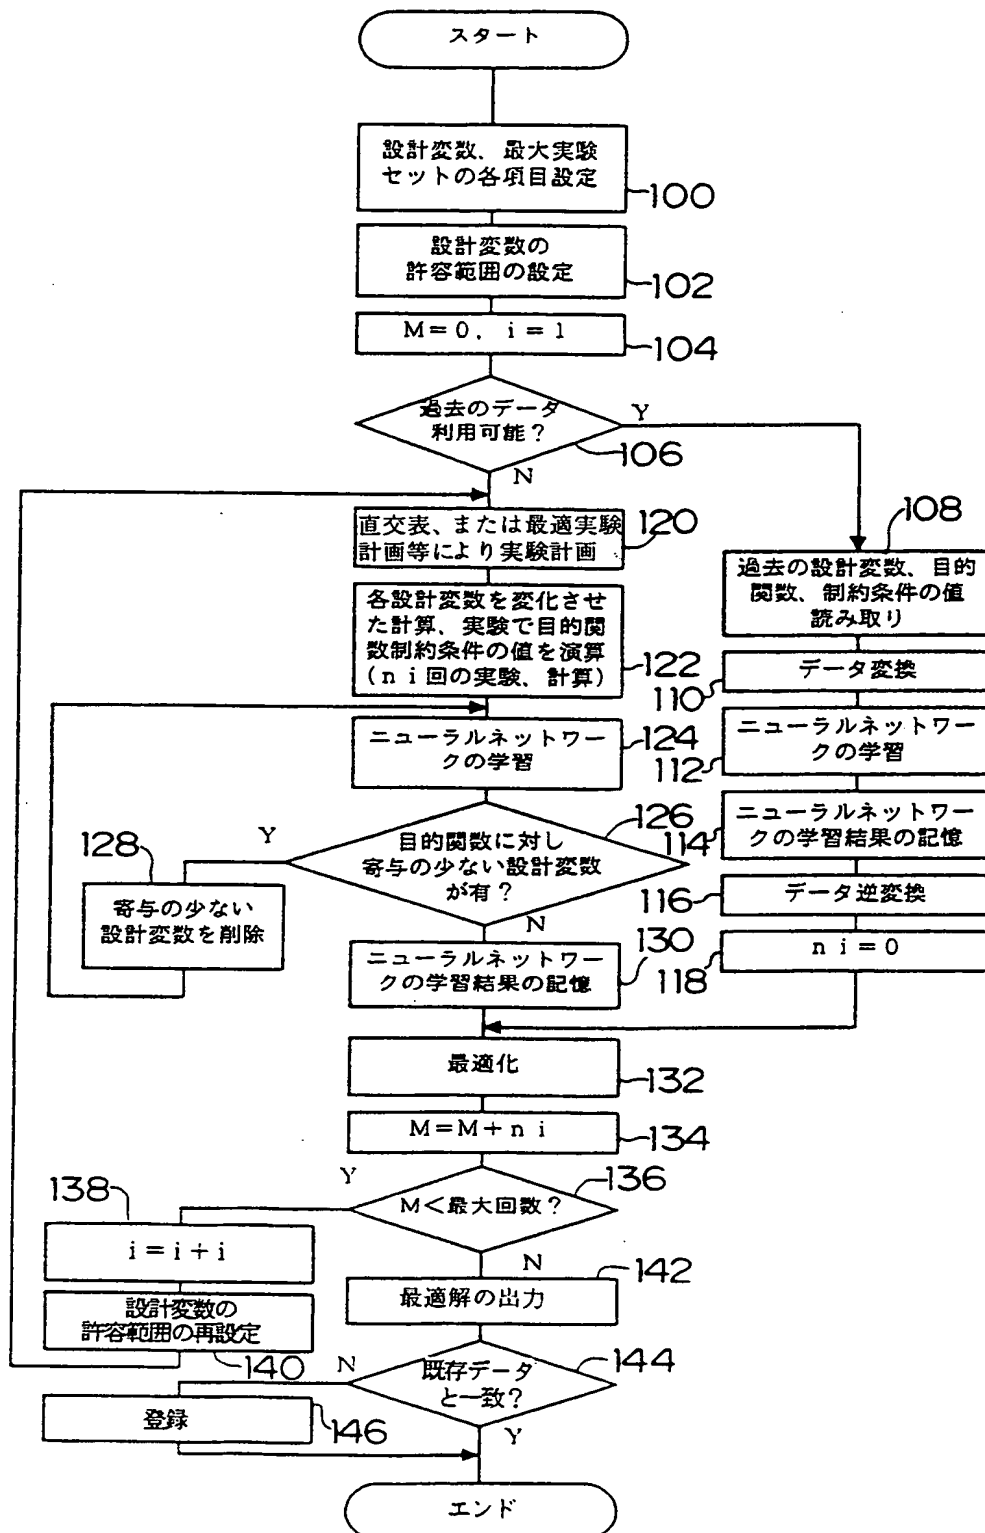 スタート
設計変数、最大実験
セットの各項目設定
100
設計変数の
許容範囲の設定
102
M=0. i=1
104
過去のデータ
利用可能?
Y
106
N
直交表、または最適実験
計画等により実験計画
120
各設計変数を変化させ
た計算、実験で目的関
数制約条件の値を演算
(ni回の実験、計算)
122
ニューラルネットワー
クの学習
124
目的関数に対し
寄与の少ない設計変数
が有?
126
Y
128
寄与の少ない
設計変数を削除
N
ニューラルネットワー
クの学習結果の記憶
130
108
過去の設計変数、目的
関数、制約条件の値
読み取り
データ変換
110
ニューラルネットワー
クの学習
112
ニューラルネットワー
クの学習結果の記憶
114
データ逆変換
116
ni=0
118
最適化
132
M=M+ni
134
M<最大回数?
136
Y
138
i=i+i
設計変数の
許容範囲の再設定
140
N
最適解の出力
142
既存データ
と一致?
144
N
登録
146
Y
エンド